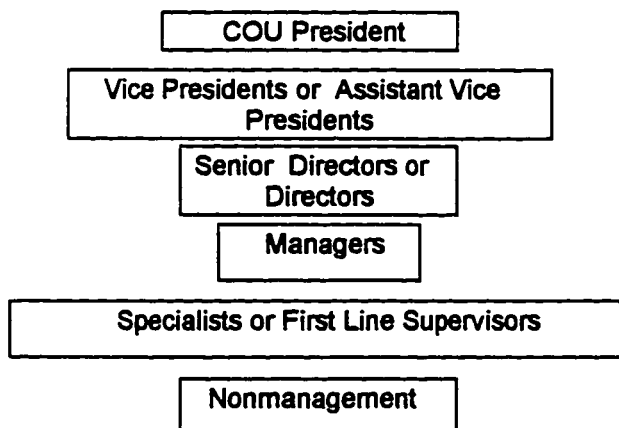 COU President
Vice Presidents or Assistant Vice
Presidents
Senior Directors or
Directors
Managers
Specialists or First Line Supervisors
Nonmanagement